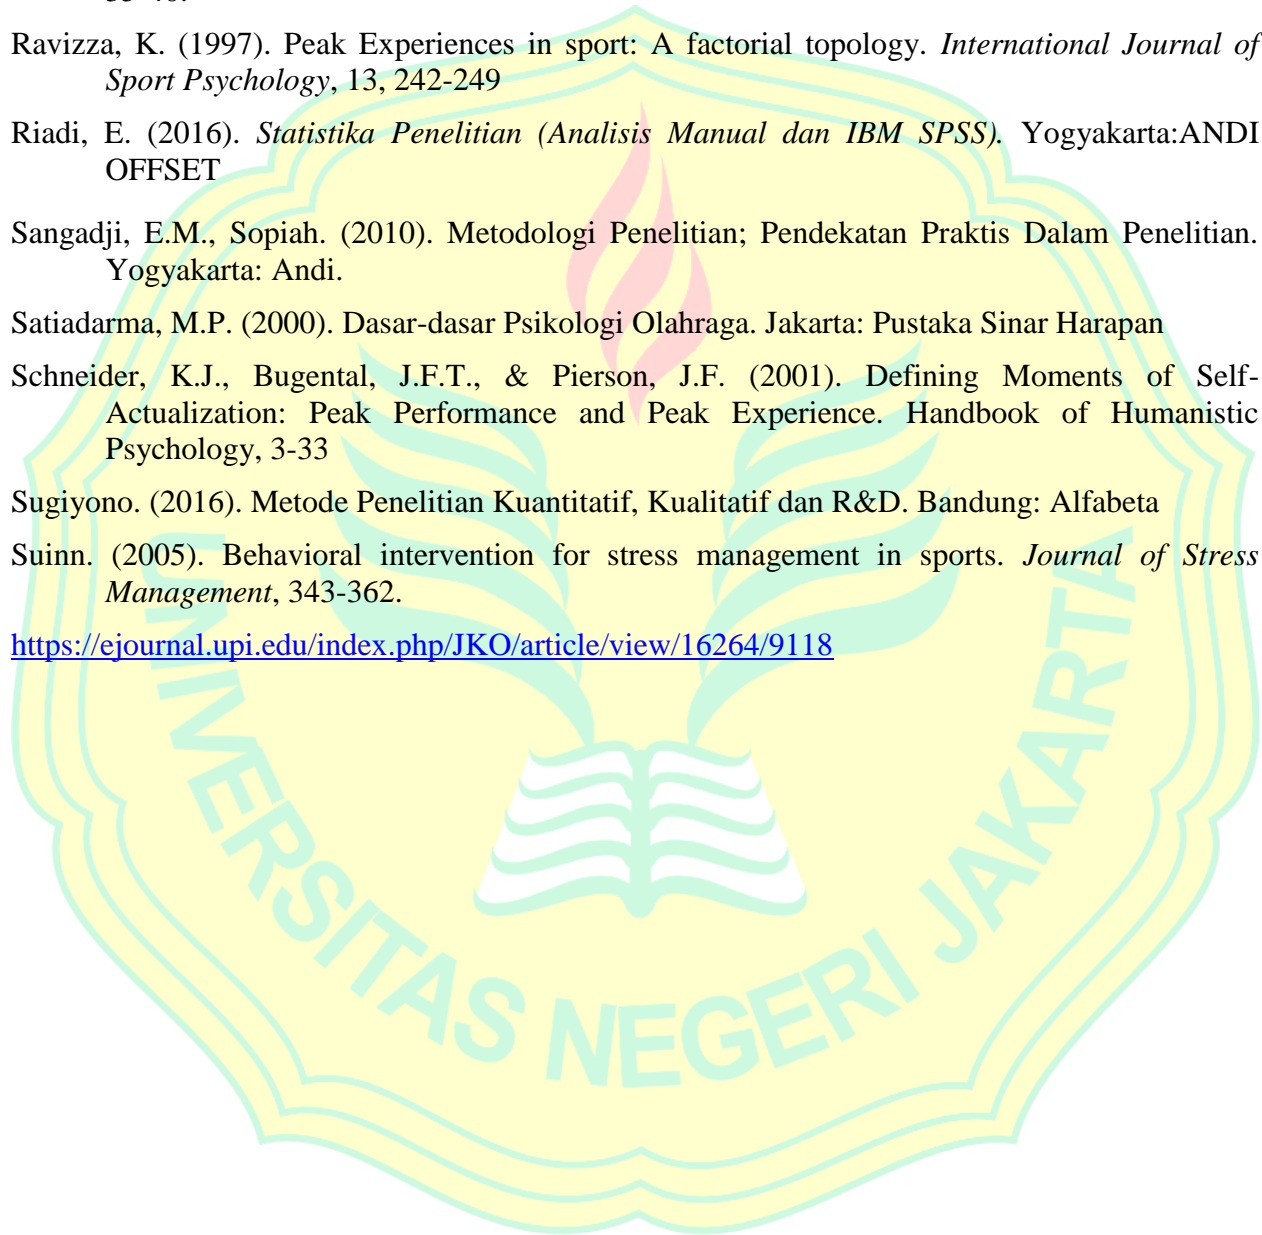 Ravizza, K. (1997). Peak Experiences in sport: A factorial topology. International Journal of
Sport Psychology, 13, 242-249
Riadi, E. (2016). Statistika Penelitian (Analisis Manual dan IBM SPSS). Yogyakarta:ANDI
OFFSET
Sangadji, E.M., Sopiah. (2010). Metodologi Penelitian; Pendekatan Praktis Dalam Penelitian.
Yogyakarta: Andi.
Satiadarma, M.P. (2000). Dasar-dasar Psikologi Olahraga. Jakarta: Pustaka Sinar Harapan
Schneider, K.J., Bugental, J.F.T., & Pierson, J.F. (2001). Defining Moments of Self-
Actualization: Peak Performance and Peak Experience. Handbook of Humanistic
Psychology, 3-33
Sugiyono. (2016). Metode Penelitian Kuantitatif, Kualitatif dan R&D. Bandung: Alfabeta
Suinn. (2005). Behavioral intervention for stress management in sports. Journal of Stress
Management, 343-362.
https://ejournal.upi.edu/index.php/JKO/article/view/16264/9118
UNIVERSITAS NEGERI JAKARTA